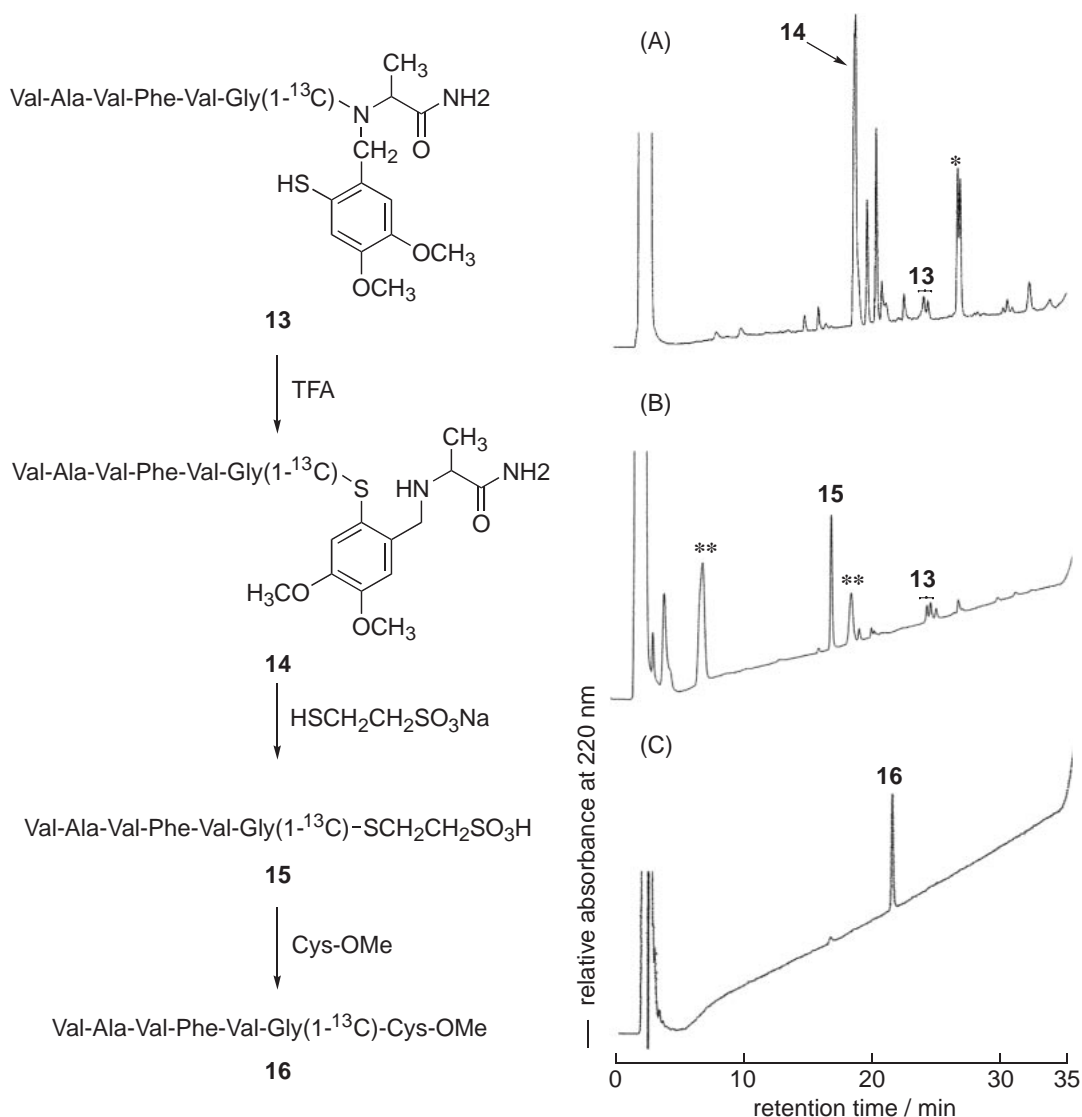 Val-Ala-Val-Phe-Val-Gly(1-¹³C)
N
CH₃
NH2
O
CH₂
HS
OCH₃
OCH₃
13
TFA
Val-Ala-Val-Phe-Val-Gly(1-¹³C)
S
HN
CH₃
NH2
O
H₃CO
OCH₃
14
HSCH₂CH₂SO₃Na
Val-Ala-Val-Phe-Val-Gly(1-¹³C)-SCH₂CH₂SO₃H
15
Cys-OMe
Val-Ala-Val-Phe-Val-Gly(1-¹³C)-Cys-OMe
16
(A)
14
*
13
(B)
**
15
**
13
(C)
16
relative absorbance at 220 nm
0 10 20 30 35
retention time / min